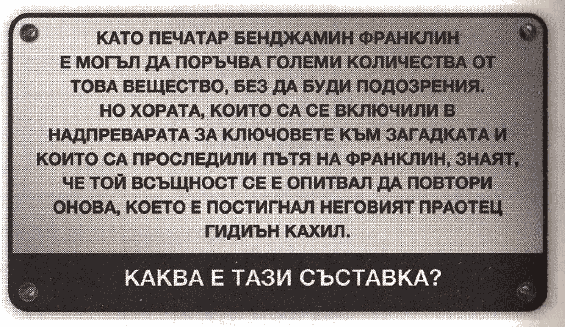 КАТО ПЕЧАТАР БЕНДЖАМИН ФРАНКЛИН
Е МОГЪЛ ДА ПОРЪЧВА ГОЛЕМИ КОЛИЧЕСТВА ОТ
ТОВА ВЕЩЕСТВО, БЕЗ ДА БУДИ ПОДОЗРЕНИЯ.
НО ХОРАТА, КОИТО СА СЕ ВКЛЮЧИЛИ В
НАДПРЕВАРАТА ЗА КЛЮЧОВЕТЕ КЪМ ЗАГАДКАТА И
КОИТО СА ПРОСЛЕДИЛИ ПЪТЯ НА ФРАНКЛИН, ЗНАЯТ,
ЧЕ ТОЙ ВСЪЩНОСТ СЕ Е ОПИТВАЛ ДА ПОВТОРИ
ОНОВА, КОЕТО Е ПОСТИГНАЛ НЕГОВИЯТ ПРАОТЕЦ
ГИДИЪН КАХИЛ.
КАКВА Е ТАЗИ СЪСТАВКА?